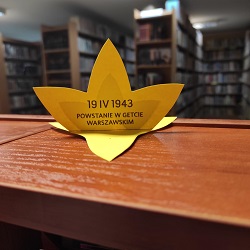 19 IV 1943
POWSTANIE W GETCIE
WARSZAWSKIM